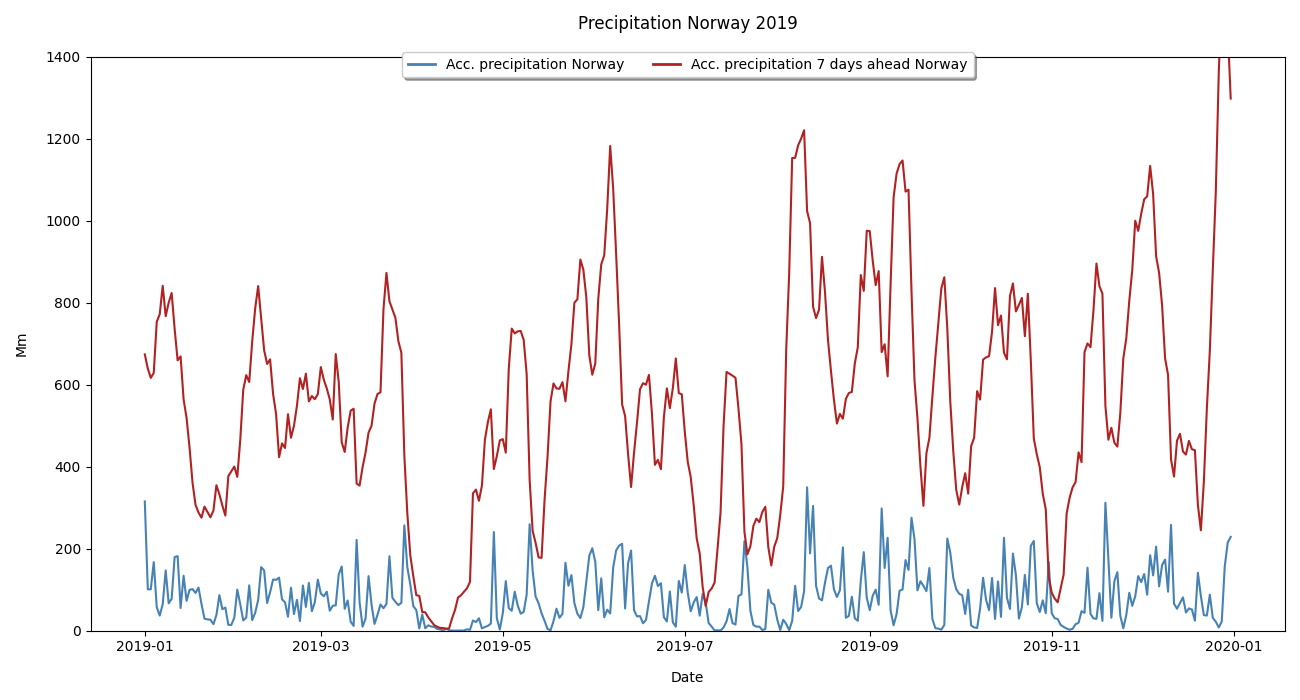 Precipitation Norway 2019
Acc. precipitation Norway Acc. precipitation 7 days ahead Norway
1400
1200
1000
800
600
400
200
0
Mm
2019-01 2019-03 2019-05 2019-07 2019-09 2019-11 2020-01
Date